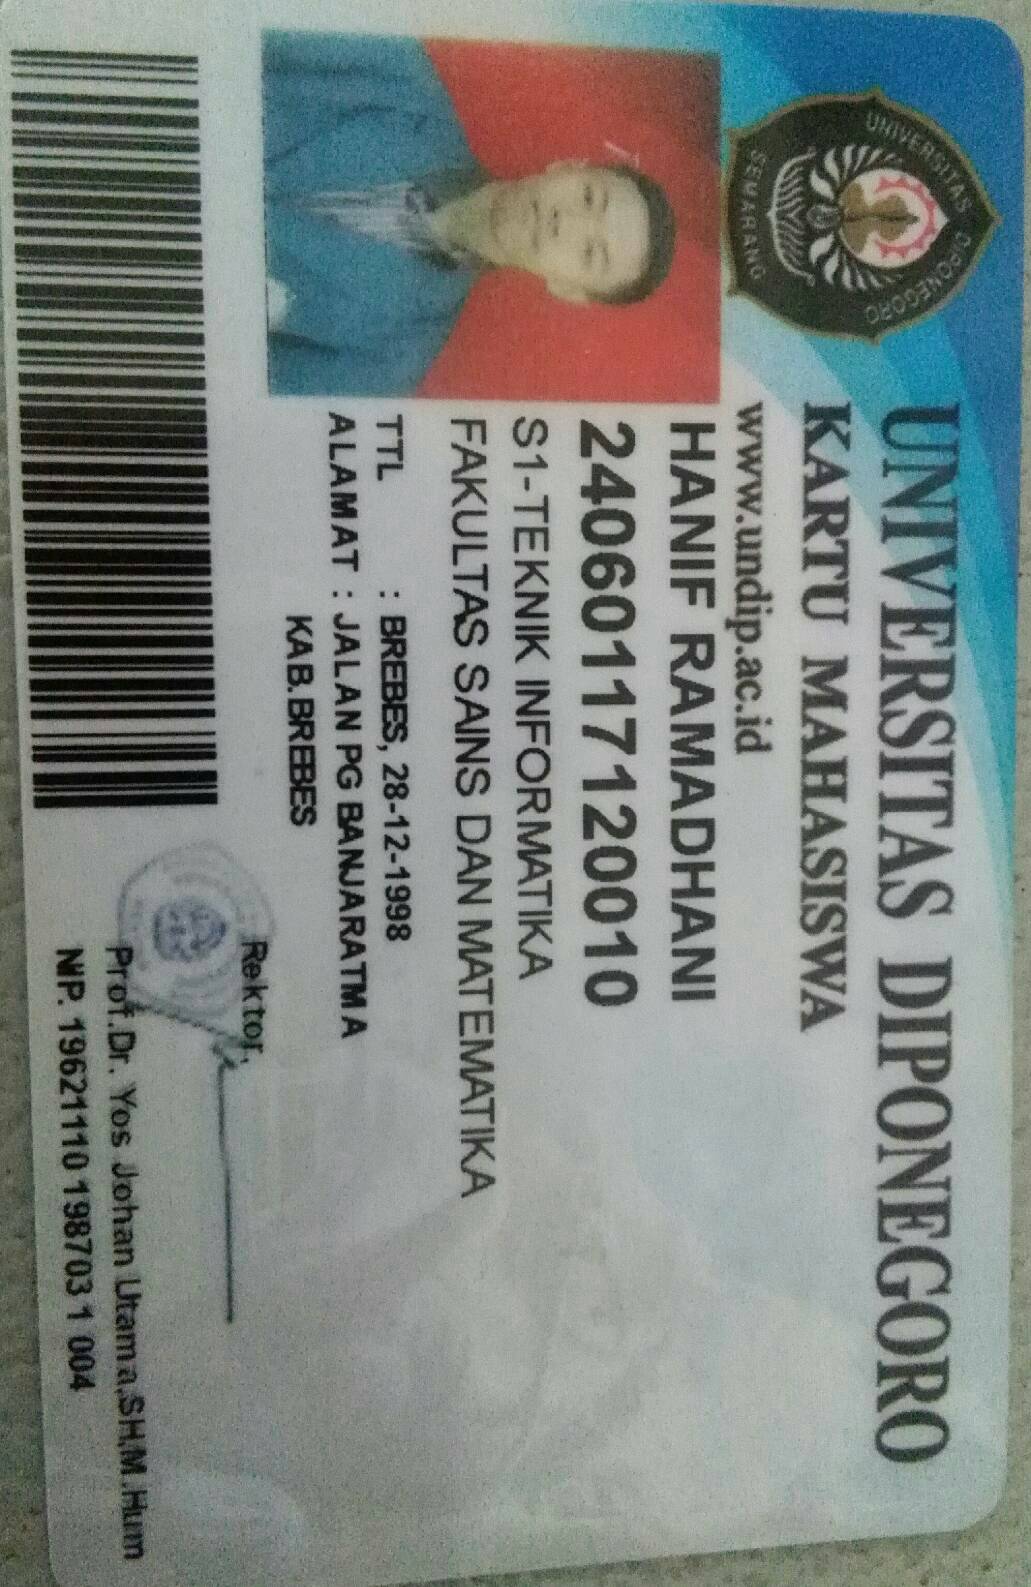 UNIVERSITAS DIPONEGORO
SEMARANG
UNIVERSITAS DIPONEGORO
KARTU MAHASISWA
www.undip.ac.id
HANIF RAMADHANI
24060117120010
S1-TEKNIK INFORMATIKA
FAKULTAS SAINS DAN MATEMATIKA
TTL : BREBES, 28-12-1998
ALAMAT : JALAN PG BANJARATMA
KAB.BREBES
Rektor,
Prof.Dr. Yos Johan Utama,SH,M.Hum
NIP. 19621110 198703 1 004